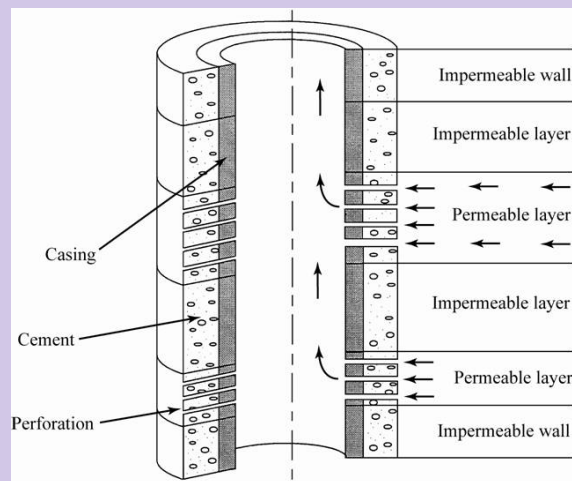 Impermeable wall
Impermeable layer
Permeable layer
Casing
Impermeable layer
Cement
Permeable layer
Perforation
Impermeable wall